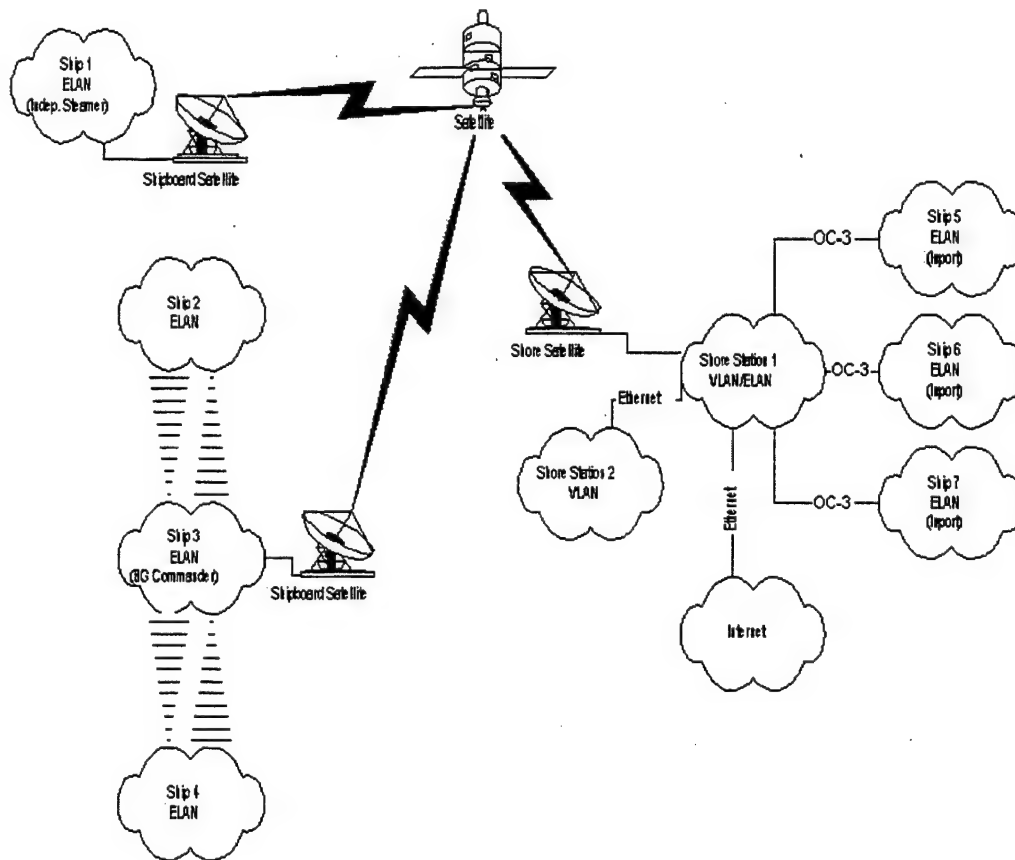 Ship 1
ELAN
(Indep. Steamer)
Shipboard Satellite
Satellite
Ship 2
ELAN
Ship 3
ELAN
(BG Commander)
Shipboard Satellite
Ship 4
ELAN
Shore Satellite
Shore Station 1
VLAN/ELAN
Ethernet
Shore Station 2
VLAN
Ethernet
Internet
OC-3
Ship 5
ELAN
(Inport)
OC-3
Ship 6
ELAN
(Inport)
OC-3
Ship 7
ELAN
(Inport)